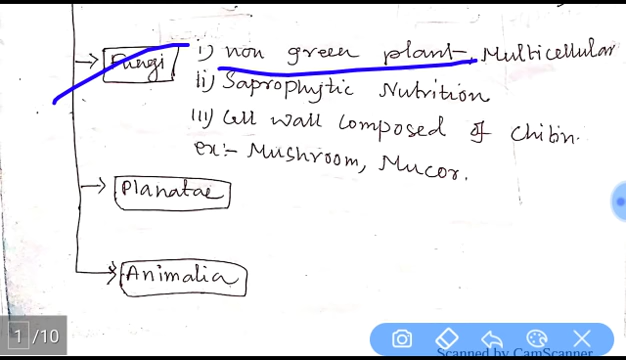 Fungi i) non green plant, Multicellular
ii) Saprophytic Nutrition
iii) Cell wall composed of chitin.
ex:- Mushroom, Mucor.
Planatae
Animalia
1/10
Scanned by CamScanner